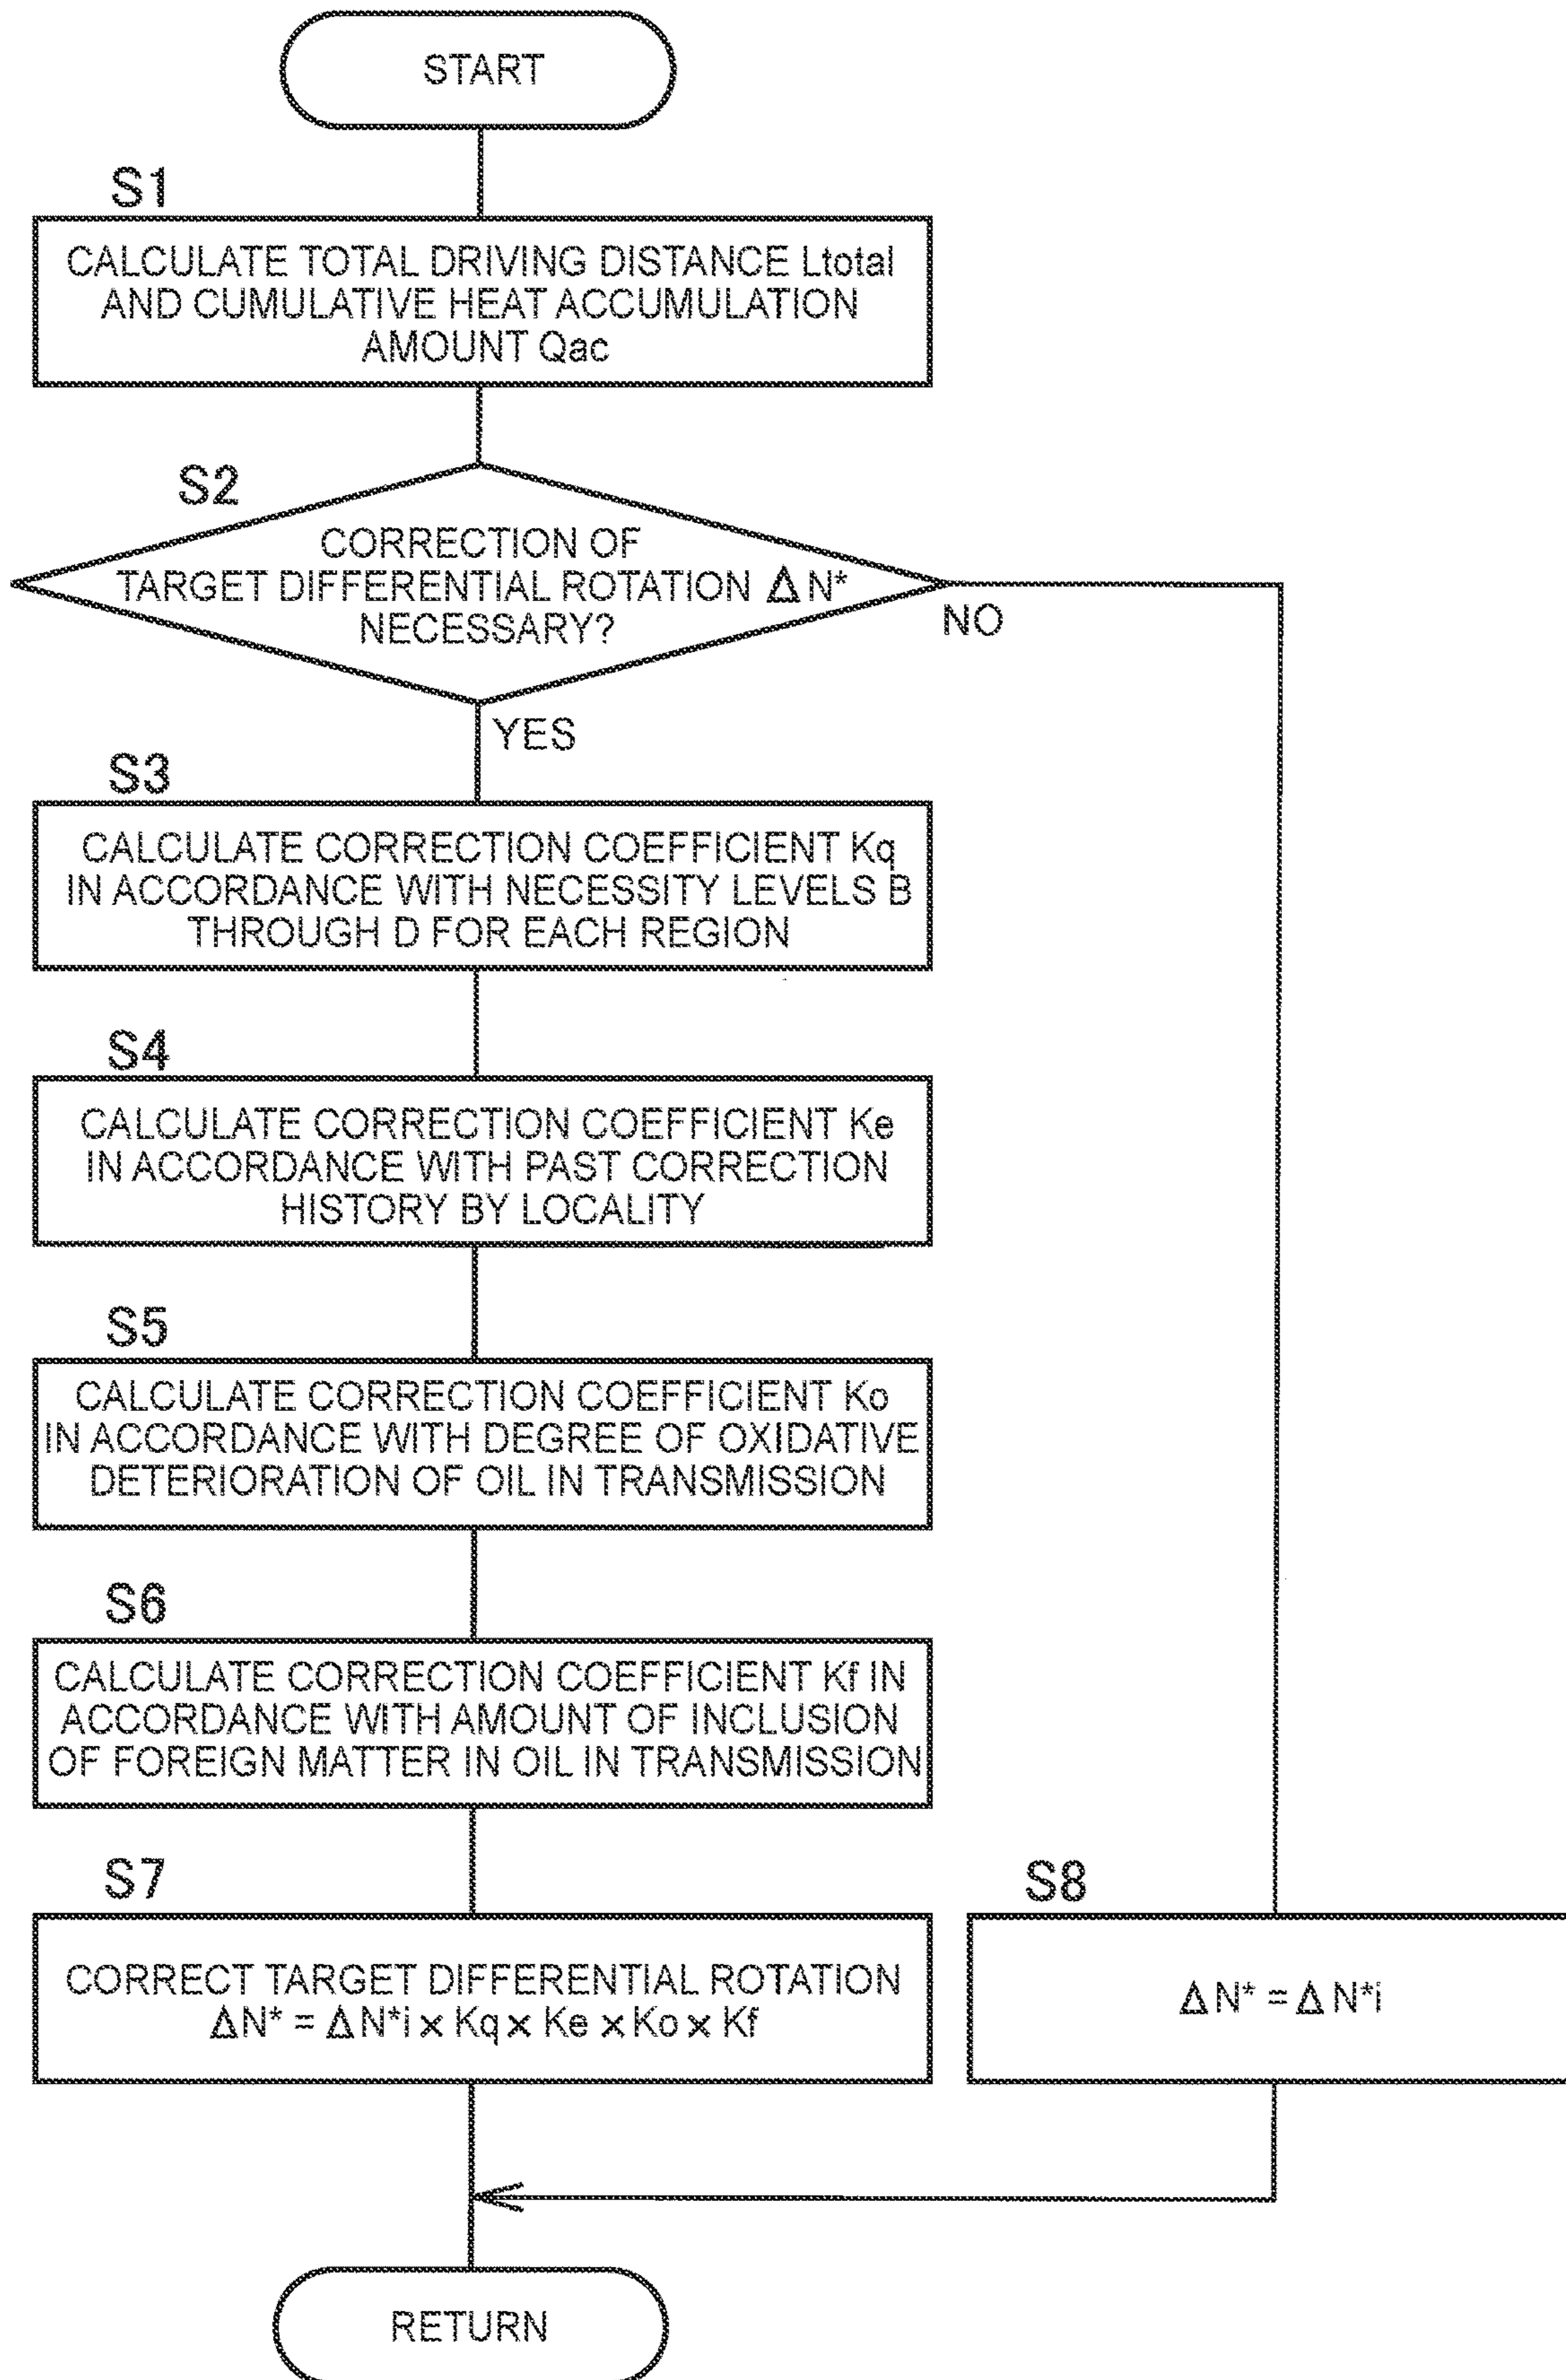 START
S1
CALCULATE TOTAL DRIVING DISTANCE Ltotal
AND CUMULATIVE HEAT ACCUMULATION
AMOUNT Qac
S2
CORRECTION OF
TARGET DIFFERENTIAL ROTATION ΔN*
NECESSARY?
NO
YES
S3
CALCULATE CORRECTION COEFFICIENT Kq
IN ACCORDANCE WITH NECESSITY LEVELS B
THROUGH D FOR EACH REGION
S4
CALCULATE CORRECTION COEFFICIENT Ke
IN ACCORDANCE WITH PAST CORRECTION
HISTORY BY LOCALITY
S5
CALCULATE CORRECTION COEFFICIENT Ko
IN ACCORDANCE WITH DEGREE OF OXIDATIVE
DETERIORATION OF OIL IN TRANSMISSION
S6
CALCULATE CORRECTION COEFFICIENT Kf IN
ACCORDANCE WITH AMOUNT OF INCLUSION
OF FOREIGN MATTER IN OIL IN TRANSMISSION
S7
CORRECT TARGET DIFFERENTIAL ROTATION
ΔN* = ΔN*i × Kq × Ke × Ko × Kf
S8
ΔN* = ΔN*i
RETURN